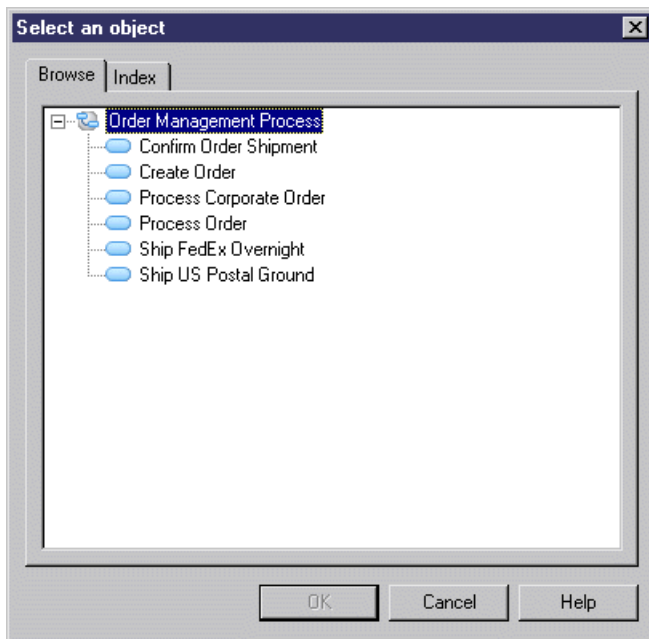 Select an object
Browse Index
Order Management Process
Confirm Order Shipment
Create Order
Process Corporate Order
Process Order
Ship FedEx Overnight
Ship US Postal Ground
OK Cancel Help